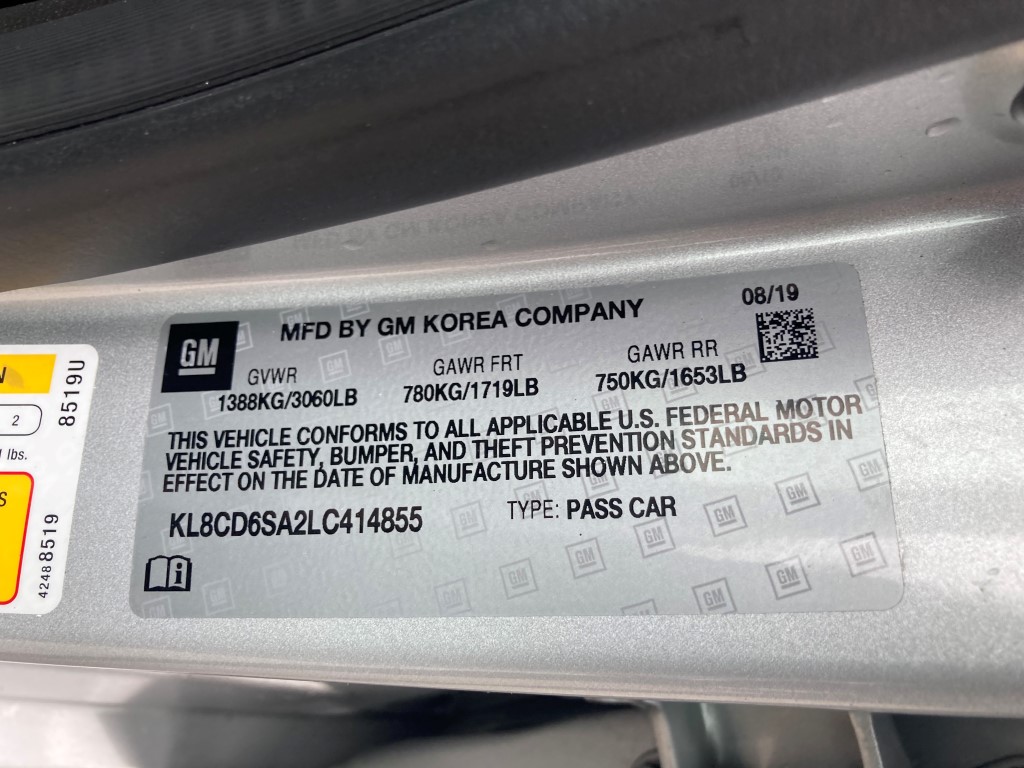 MFD BY GM KOREA COMPANY
08/19
GM
GVWR
1388KG/3060LB
GAWR FRT
780KG/1719LB
GAWR RR
750KG/1653LB
THIS VEHICLE CONFORMS TO ALL APPLICABLE U.S. FEDERAL MOTOR
VEHICLE SAFETY, BUMPER, AND THEFT PREVENTION STANDARDS IN
EFFECT ON THE DATE OF MANUFACTURE SHOWN ABOVE.
KL8CD6SA2LC414855
TYPE: PASS CAR
8519U
2
lbs.
42488519